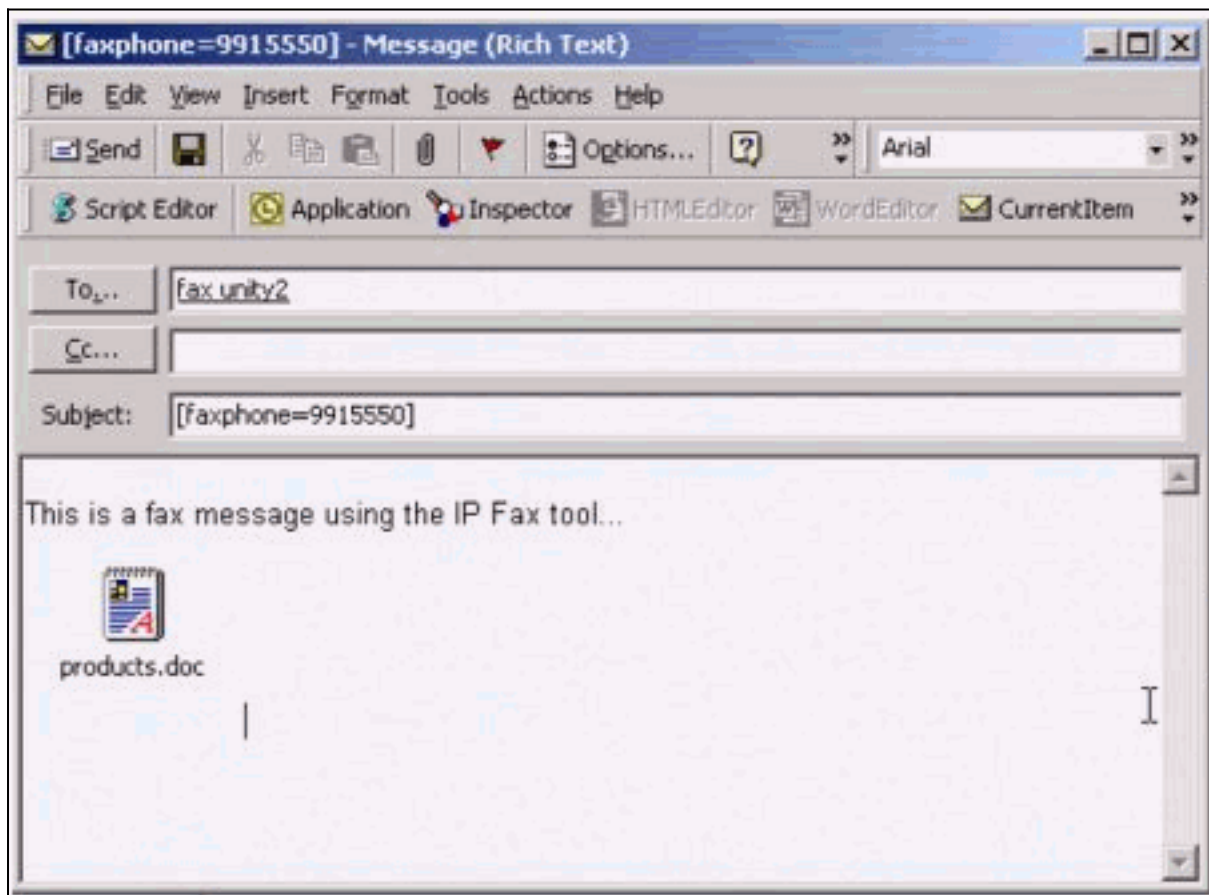 [faxphone=9915550] - Message (Rich Text)
File Edit View Insert Format Tools Actions Help
Send Options... Arial
Script Editor Application Inspector HTMLEditor WordEditor CurrentItem
To... fax unity2
Cc...
Subject: [faxphone=9915550]
This is a fax message using the IP Fax tool...
products.doc